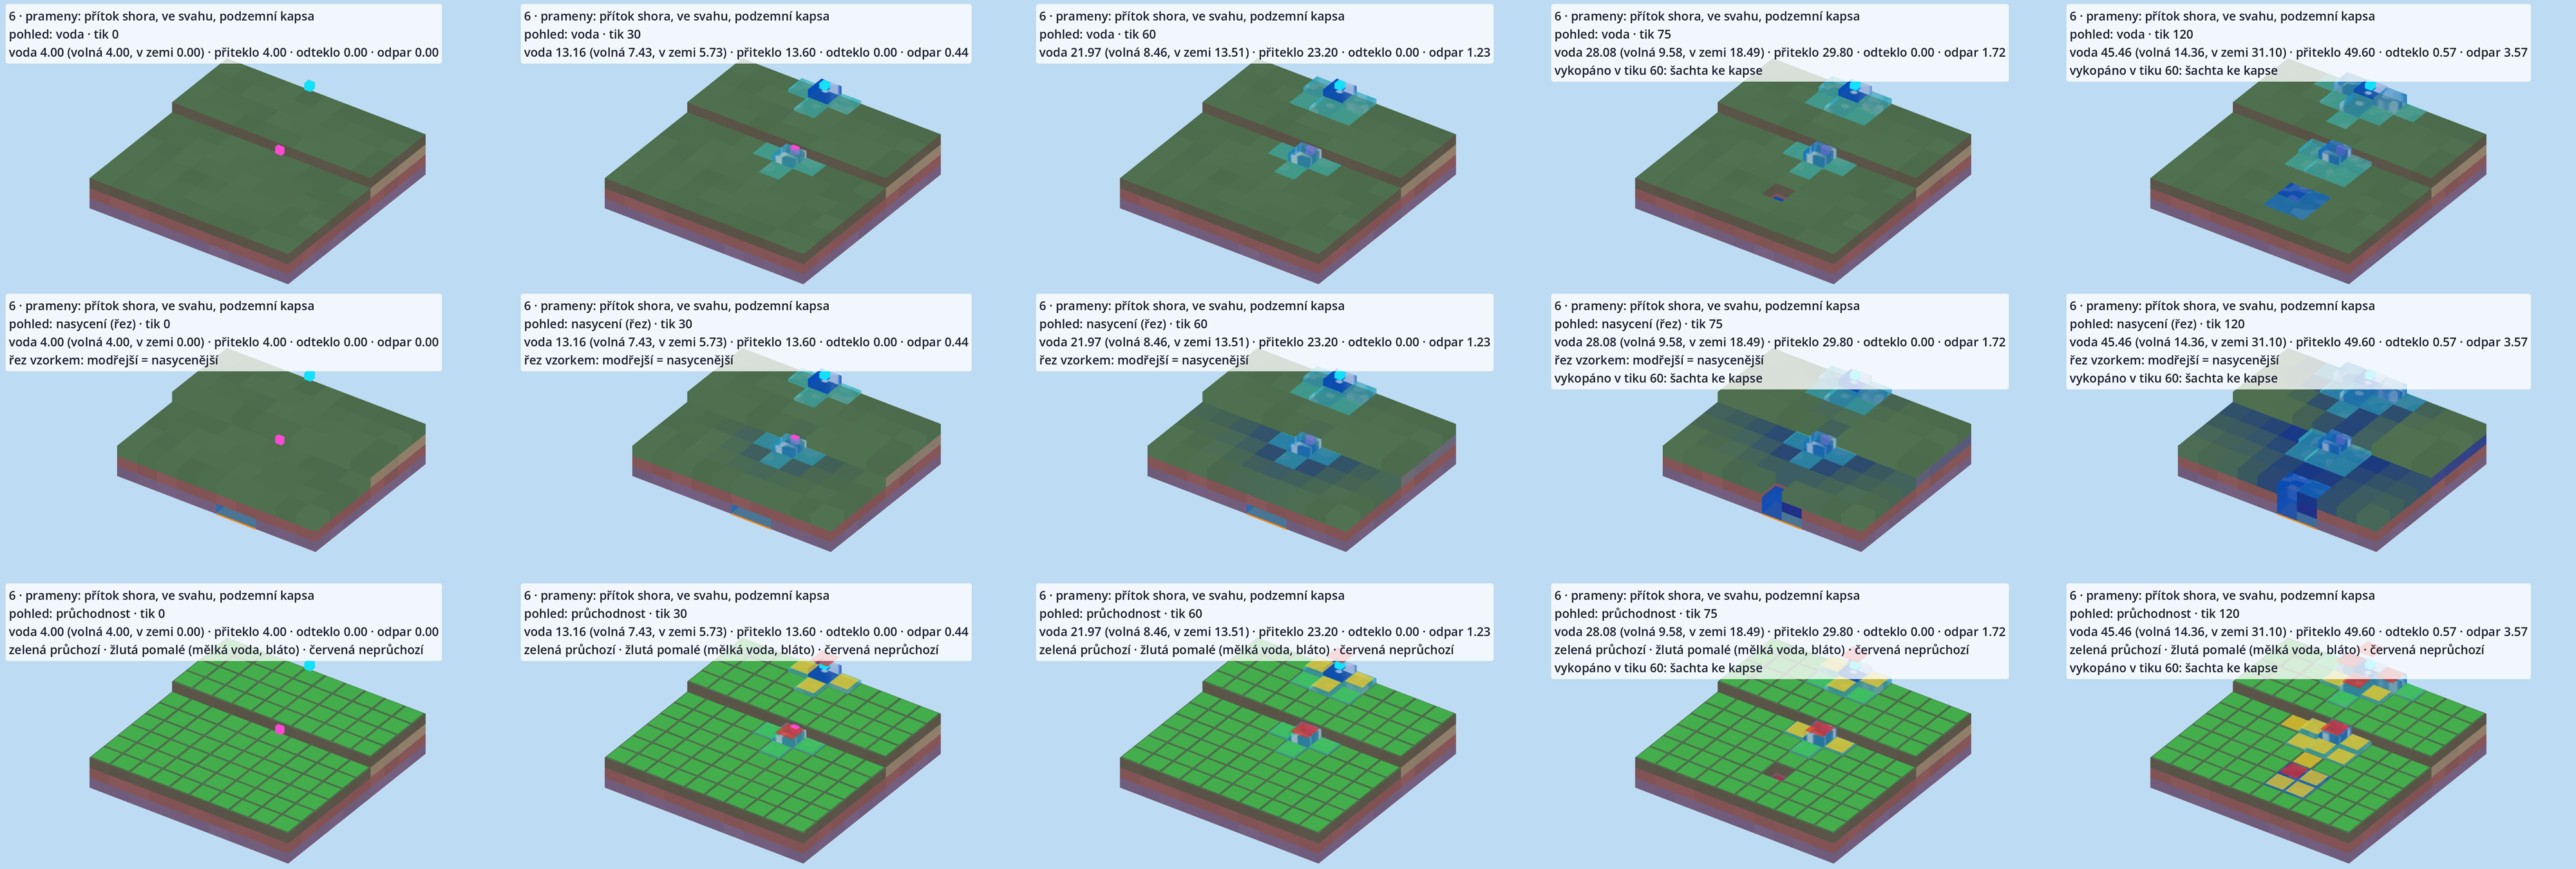 6 · prameny: přítok shora, ve svahu, podzemní kapsa
pohled: voda · tik 0
voda 4.00 (volná 4.00, v zemi 0.00) · přiteklo 4.00 · odteklo 0.00 · odpar 0.00
6 · prameny: přítok shora, ve svahu, podzemní kapsa
pohled: voda · tik 30
voda 13.16 (volná 7.43, v zemi 5.73) · přiteklo 13.60 · odteklo 0.00 · odpar 0.44
6 · prameny: přítok shora, ve svahu, podzemní kapsa
pohled: voda · tik 60
voda 21.97 (volná 8.46, v zemi 13.51) · přiteklo 23.20 · odteklo 0.00 · odpar 1.23
6 · prameny: přítok shora, ve svahu, podzemní kapsa
pohled: voda · tik 75
voda 28.08 (volná 9.58, v zemi 18.49) · přiteklo 29.80 · odteklo 0.00 · odpar 1.72
vykopáno v tiku 60: šachta ke kapse
6 · prameny: přítok shora, ve svahu, podzemní kapsa
pohled: voda · tik 120
voda 45.46 (volná 14.36, v zemi 31.10) · přiteklo 49.60 · odteklo 0.57 · odpar 3.57
vykopáno v tiku 60: šachta ke kapse
6 · prameny: přítok shora, ve svahu, podzemní kapsa
pohled: nasycení (řez) · tik 0
voda 4.00 (volná 4.00, v zemi 0.00) · přiteklo 4.00 · odteklo 0.00 · odpar 0.00
řez vzorkem: modřejší = nasycenější
6 · prameny: přítok shora, ve svahu, podzemní kapsa
pohled: nasycení (řez) · tik 30
voda 13.16 (volná 7.43, v zemi 5.73) · přiteklo 13.60 · odteklo 0.00 · odpar 0.44
řez vzorkem: modřejší = nasycenější
6 · prameny: přítok shora, ve svahu, podzemní kapsa
pohled: nasycení (řez) · tik 60
voda 21.97 (volná 8.46, v zemi 13.51) · přiteklo 23.20 · odteklo 0.00 · odpar 1.23
řez vzorkem: modřejší = nasycenější
6 · prameny: přítok shora, ve svahu, podzemní kapsa
pohled: nasycení (řez) · tik 75
voda 28.08 (volná 9.58, v zemi 18.49) · přiteklo 29.80 · odteklo 0.00 · odpar 1.72
řez vzorkem: modřejší = nasycenější
vykopáno v tiku 60: šachta ke kapse
6 · prameny: přítok shora, ve svahu, podzemní kapsa
pohled: nasycení (řez) · tik 120
voda 45.46 (volná 14.36, v zemi 31.10) · přiteklo 49.60 · odteklo 0.57 · odpar 3.57
řez vzorkem: modřejší = nasycenější
vykopáno v tiku 60: šachta ke kapse
6 · prameny: přítok shora, ve svahu, podzemní kapsa
pohled: průchodnost · tik 0
voda 4.00 (volná 4.00, v zemi 0.00) · přiteklo 4.00 · odteklo 0.00 · odpar 0.00
zelená průchozí · žlutá pomalé (mělká voda, bláto) · červená neprůchozí
6 · prameny: přítok shora, ve svahu, podzemní kapsa
pohled: průchodnost · tik 30
voda 13.16 (volná 7.43, v zemi 5.73) · přiteklo 13.60 · odteklo 0.00 · odpar 0.44
zelená průchozí · žlutá pomalé (mělká voda, bláto) · červená neprůchozí
6 · prameny: přítok shora, ve svahu, podzemní kapsa
pohled: průchodnost · tik 60
voda 21.97 (volná 8.46, v zemi 13.51) · přiteklo 23.20 · odteklo 0.00 · odpar 1.23
zelená průchozí · žlutá pomalé (mělká voda, bláto) · červená neprůchozí
6 · prameny: přítok shora, ve svahu, podzemní kapsa
pohled: průchodnost · tik 75
voda 28.08 (volná 9.58, v zemi 18.49) · přiteklo 29.80 · odteklo 0.00 · odpar 1.72
zelená průchozí · žlutá pomalé (mělká voda, bláto) · červená neprůchozí
vykopáno v tiku 60: šachta ke kapse
6 · prameny: přítok shora, ve svahu, podzemní kapsa
pohled: průchodnost · tik 120
voda 45.46 (volná 14.36, v zemi 31.10) · přiteklo 49.60 · odteklo 0.57 · odpar 3.57
zelená průchozí · žlutá pomalé (mělká voda, bláto) · červená neprůchozí
vykopáno v tiku 60: šachta ke kapse